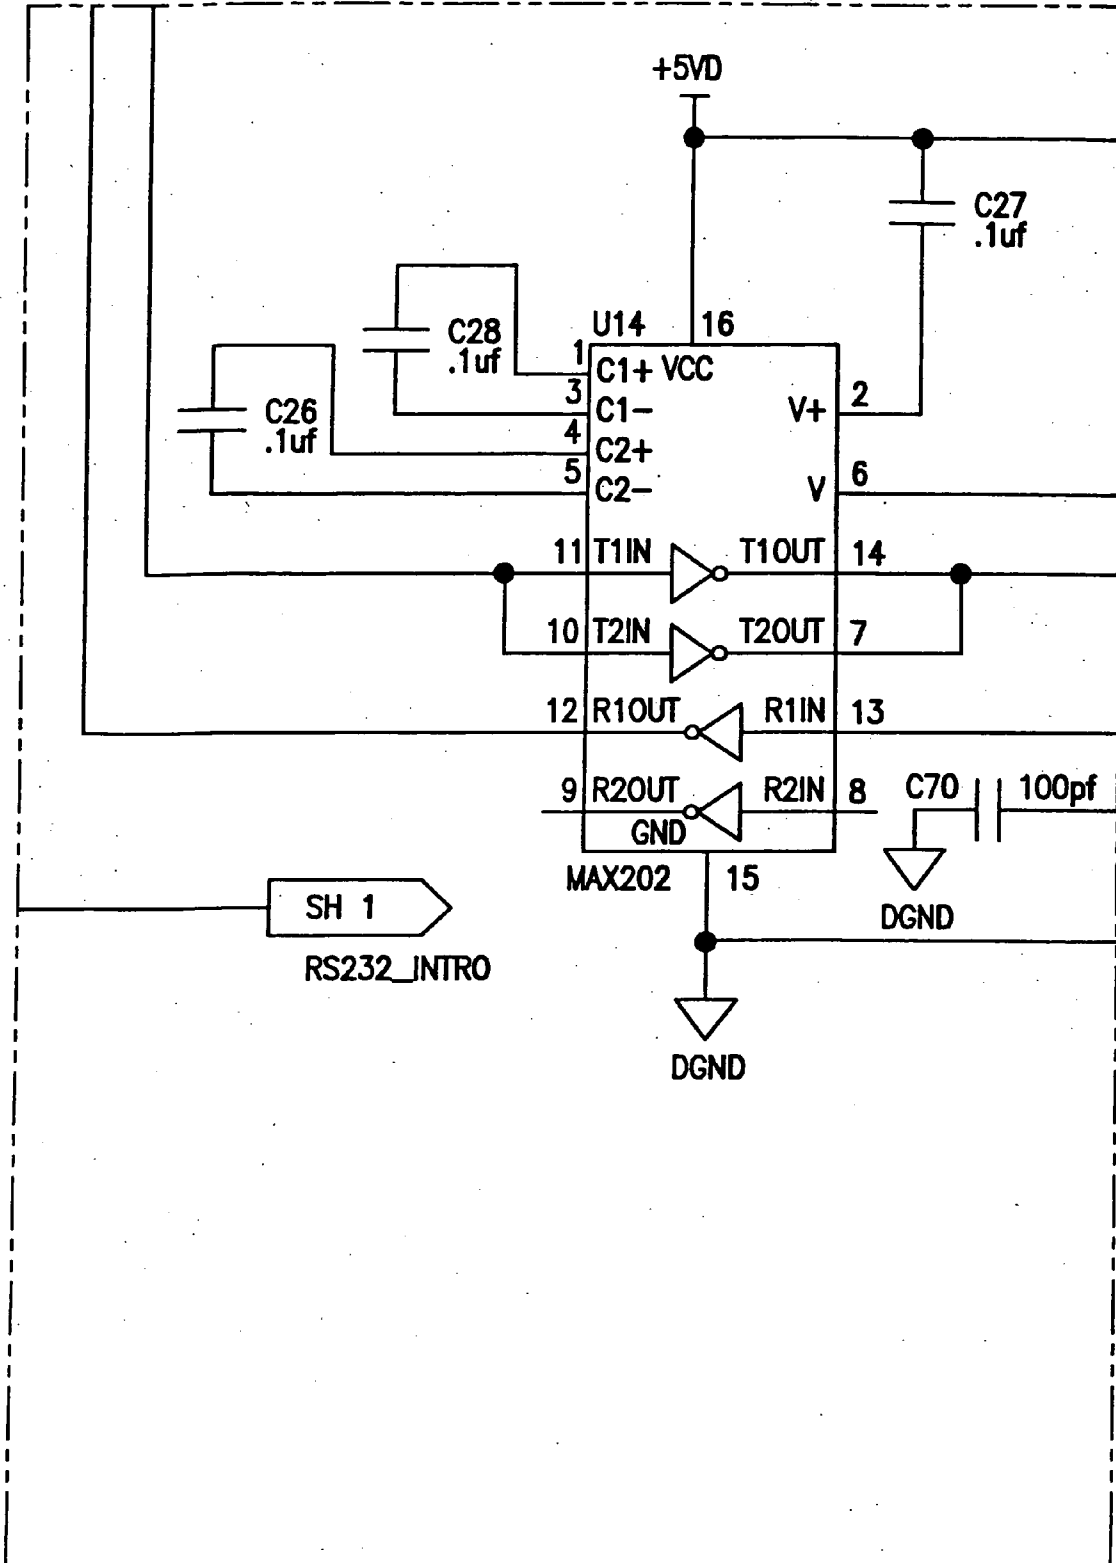 +5VD
C27
.1uf
U14 16
C28
.1uf
1 C1+ VCC
3 C1- V+ 2
C26
.1uf
4 C2+
5 C2- V 6
11 T1IN T1OUT 14
10 T2IN T2OUT 7
12 R1OUT R1IN 13
9 R2OUT R2IN 8
GND
C70 100pf
MAX202 15
DGND
SH 1
RS232_INTRO
DGND